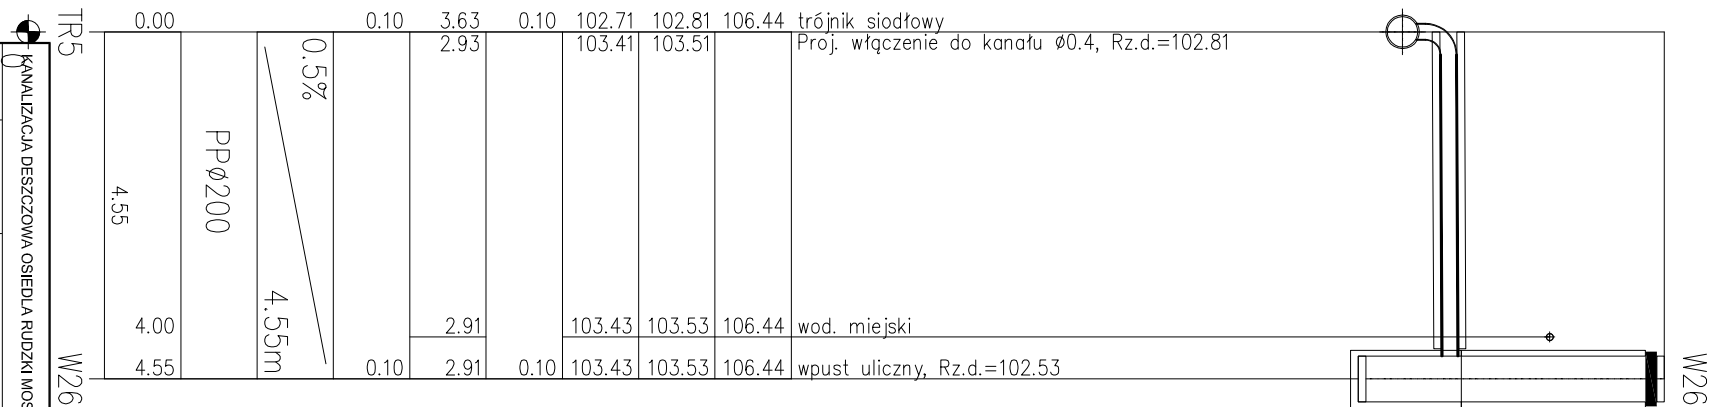 TR5 0.00 0.10 3.63 0.10 102.71 102.81 106.44 trójnik siodłowy
2.93 103.41 103.51 Proj. włączenie do kanału ø0.4, Rz.d.=102.81
0.5%
PPø200
4.55
4.55m
4.00 2.91 103.43 103.53 106.44 wod. miejski
W26 4.55 0.10 2.91 0.10 103.43 103.53 106.44 wpust uliczny, Rz.d.=102.53
W26
KANALIZACJA DESZCZOWA OSIEDLA RUDZKI MOS